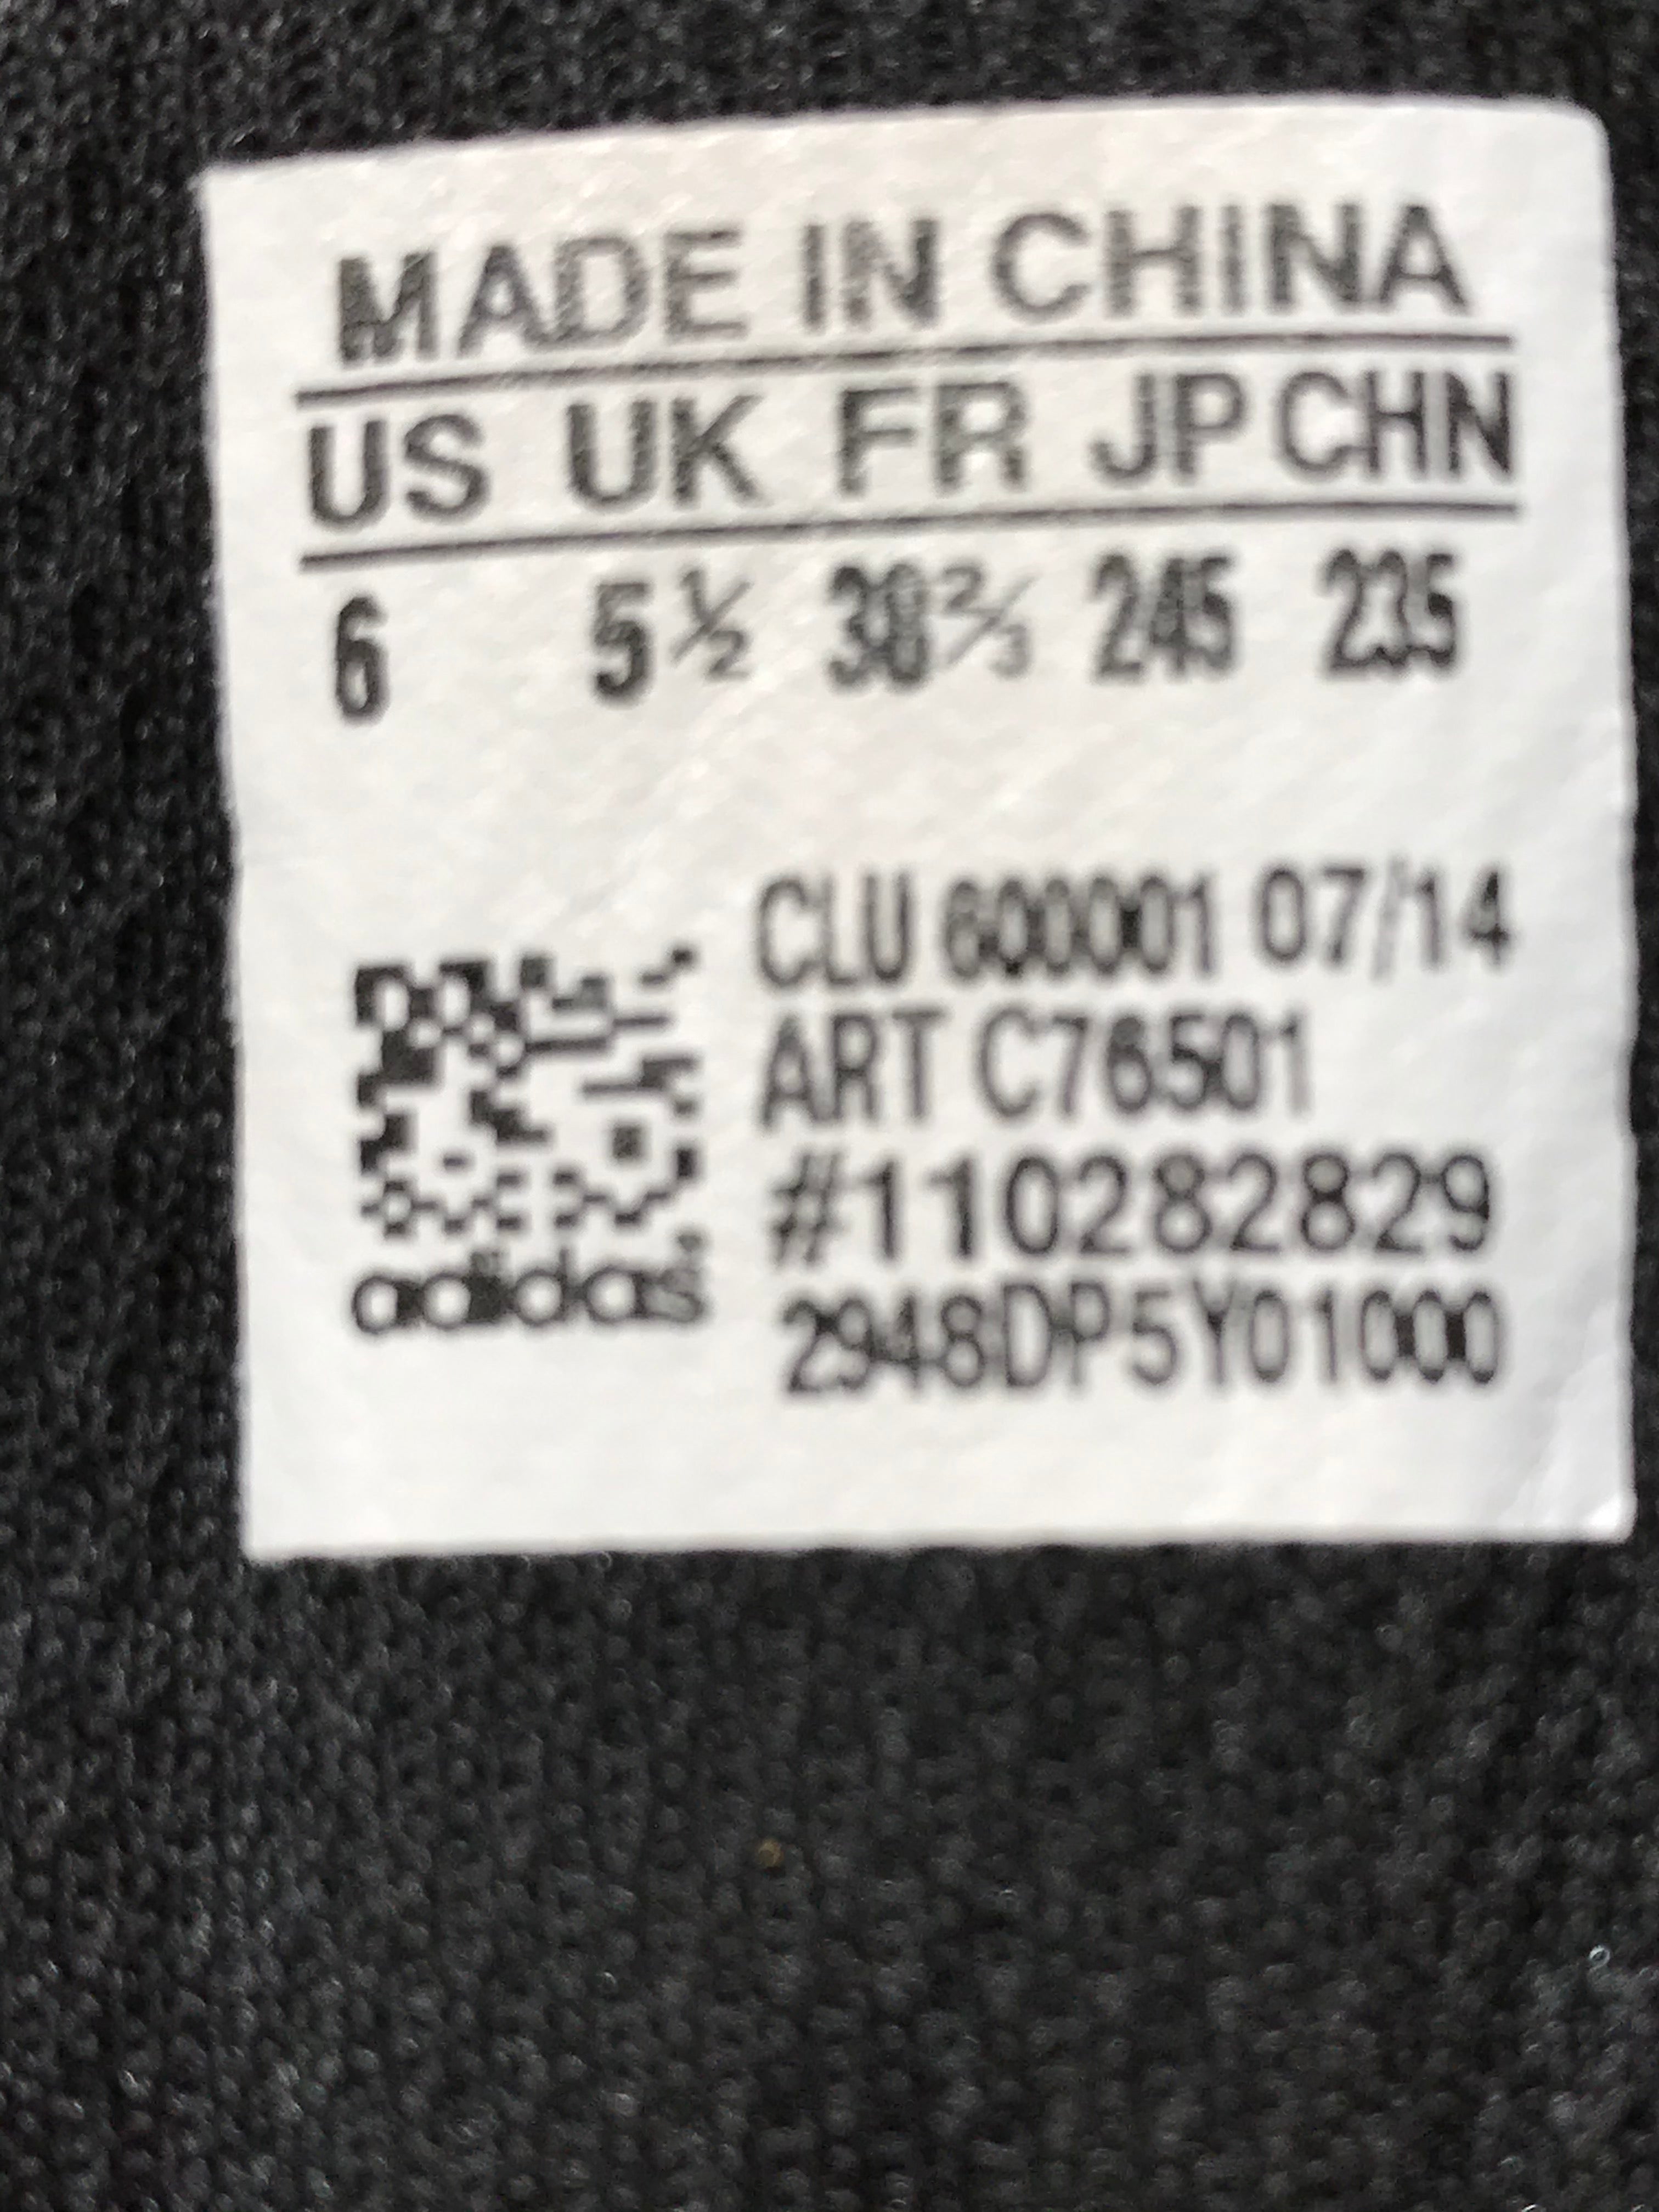 MADE IN CHINA
US UK FR JP CHN
6 5½ 38⅔ 245 235
CLU 600001 07/14
ART C76501
#110282829
2948DP5Y01000
adidas